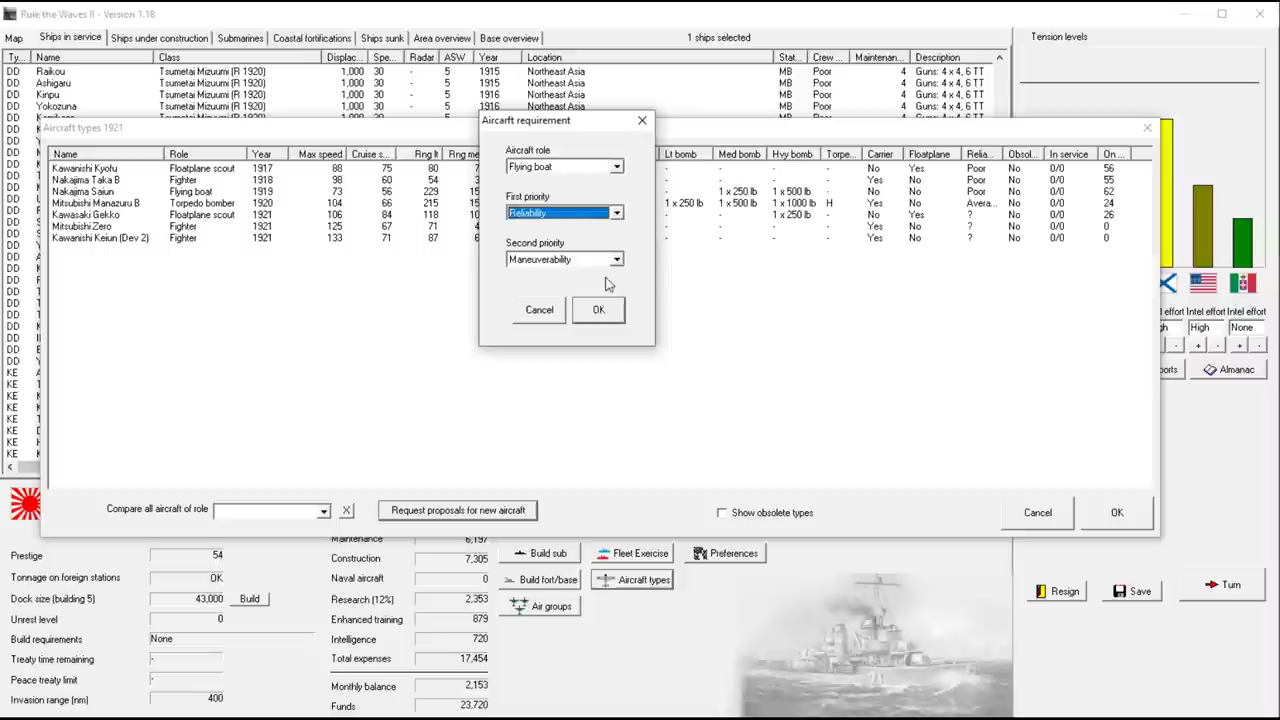 Rule the Waves II - Version 1.18
Map Ships in service Ships under construction Submarines Coastal fortifications Ships sunk Area overview Base overview 1 ships selected Tension levels
Ty... Name Class Displac... Spe... Radar ASW Year Location Stat... Crew ... Maintenan... Description
DD Raikou Tsumetai Mizuumi (R 1920) 1,000 30 - 5 1915 Northeast Asia MB Poor 4 Guns: 4 x 4, 6 TT
DD Ashigaru Tsumetai Mizuumi (R 1920) 1,000 30 - 5 1915 Northeast Asia MB Poor 4 Guns: 4 x 4, 6 TT
DD Kinpu Tsumetai Mizuumi (R 1920) 1,000 30 - 5 1916 Northeast Asia MB Poor 4 Guns: 4 x 4, 6 TT
DD Yokozuna Tsumetai Mizuumi (R 1920) 1,000 30 - 5 1916 Northeast Asia MB Poor 4 Guns: 4 x 4, 6 TT
Aircraft types 1921
Name Role Year Max speed Cruise s... Rng lt Rng me Lt bomb Med bomb Hvy bomb Torpe... Carrier Floatplane Relia... Obsol... In service On ...
Kawanishi Kyofu Floatplane scout 1917 88 75 80 7 - - - - No Yes Poor No 0/0 56
Nakajima Taka B Fighter 1918 98 60 54 3 - - - - Yes No Poor No 0/0 55
Nakajima Saiun Flying boat 1919 73 56 229 15 - 1 x 250 lb 1 x 500 lb - No No Poor No 0/0 62
Mitsubishi Manazuru B Torpedo bomber 1920 104 66 215 15 1 x 250 lb 1 x 500 lb 1 x 1000 lb H Yes No Avera... No 0/0 24
Kawasaki Gekko Floatplane scout 1921 106 84 118 10 - - 1 x 250 lb - No Yes Poor No 0/0 26
Mitsubishi Zero Fighter 1921 125 67 71 4 - - - - Yes No ? No 0/0 0
Kawanishi Keiun (Dev 2) Fighter 1921 133 71 87 6 - - - - Yes No ? No 0/0 0
Aircarft requirement
Aircraft role
Flying boat
First priority
Reliability
Second priority
Maneuverability
Cancel OK
Intel effort Intel effort Intel effort
gh High None
- + - + -
orts Almanac
Compare all aircraft of role X Request proposals for new aircraft Show obsolete types Cancel OK
Prestige 54
Tonnage on foreign stations OK
Dock size (building 5) 43,000 Build
Unrest level 0
Build requirements None
Treaty time remaining -
Peace treaty limit -
Invasion range (nm) 400
Maintenance 6,197
Construction 7,305
Naval aircraft 0
Research (12%) 2,353
Enhanced training 879
Intelligence 720
Total expenses 17,454
Monthly balance 2,153
Funds 23,720
Build sub Fleet Exercise Preferences
Build fort/base Aircraft types
Air groups
Resign Save Turn